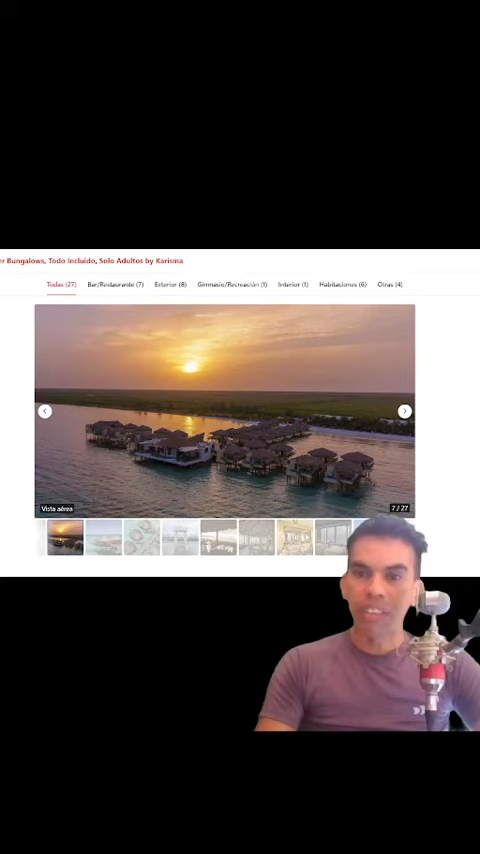 er Bungalows, Todo Incluido, Solo Adultos by Karisma
Todas (27) Bar/Restaurante (7) Exterior (8) Gimnasio/Recreación (1) Interior (1) Habitaciones (6) Otras (4)
Vista aérea
7 / 27